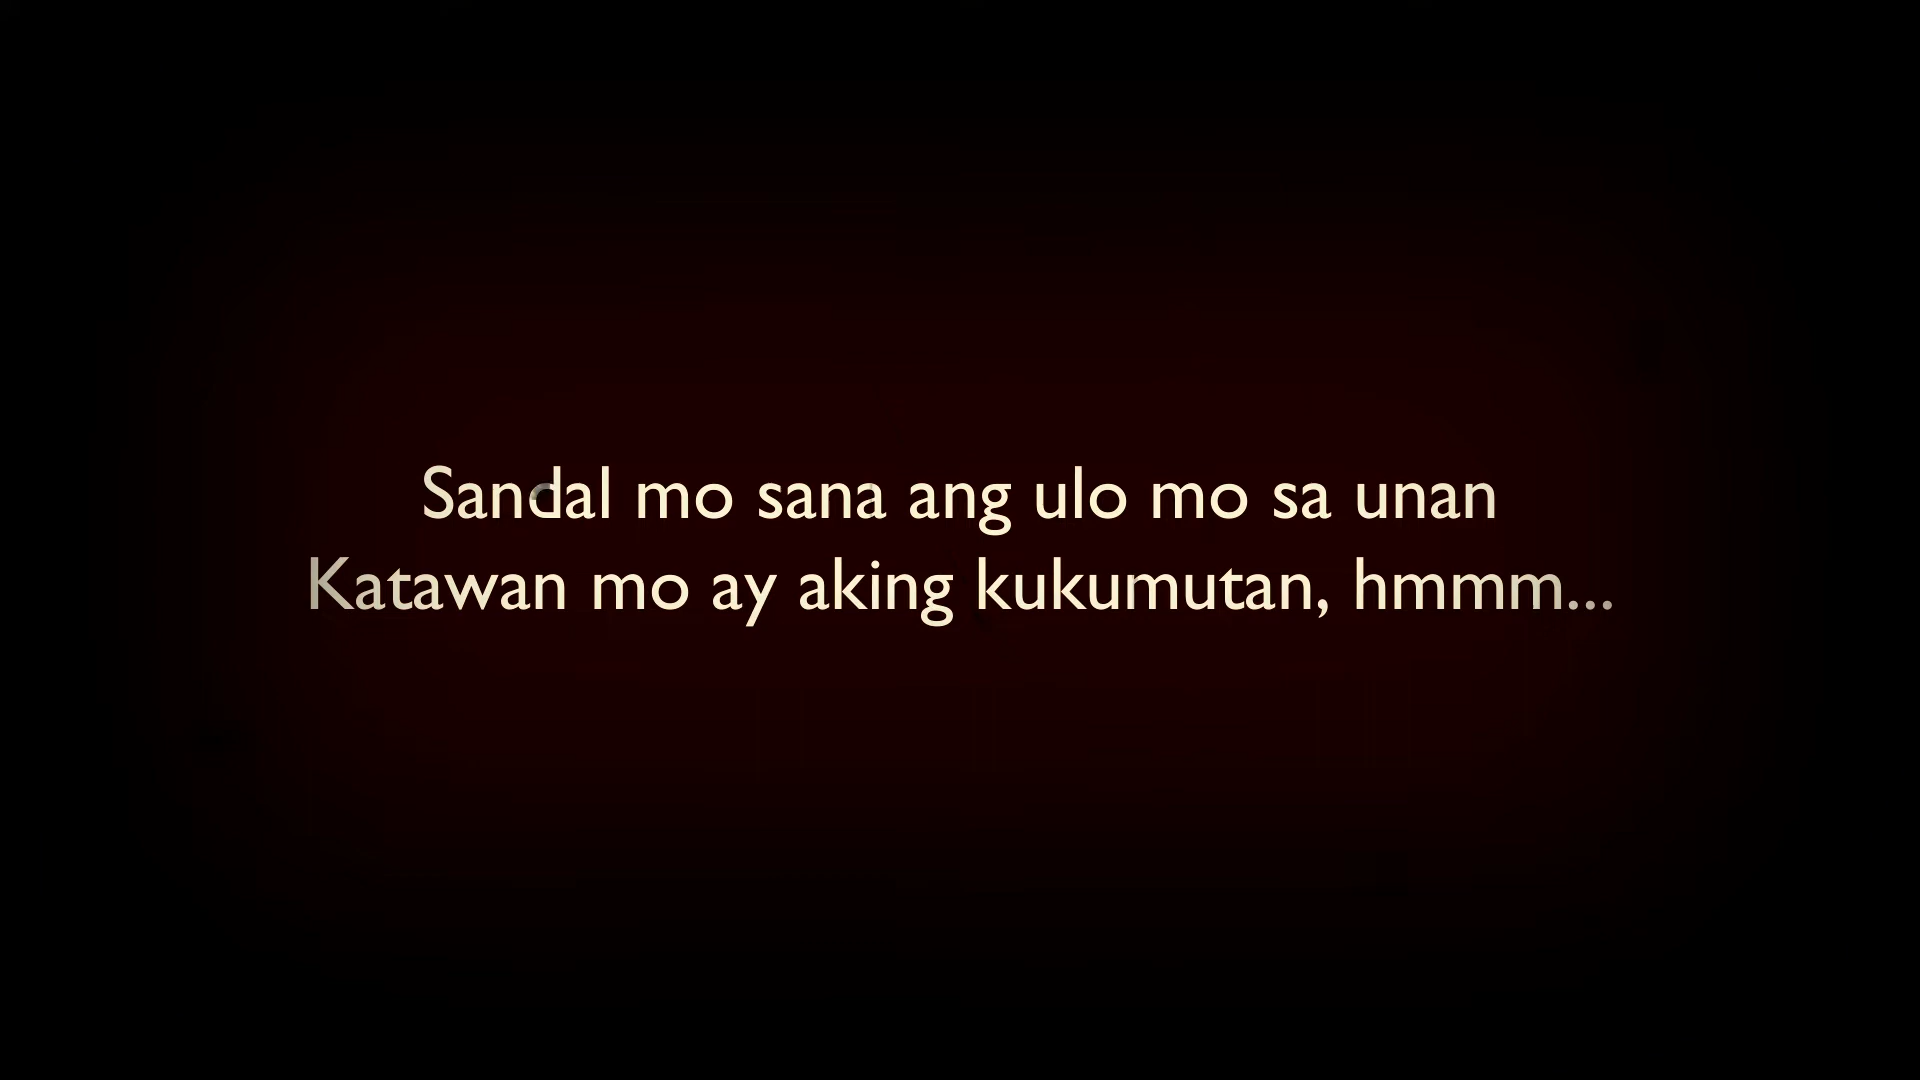 Sandal mo sana ang ulo mo sa unan
Katawan mo ay aking kukumutan, hmmm...